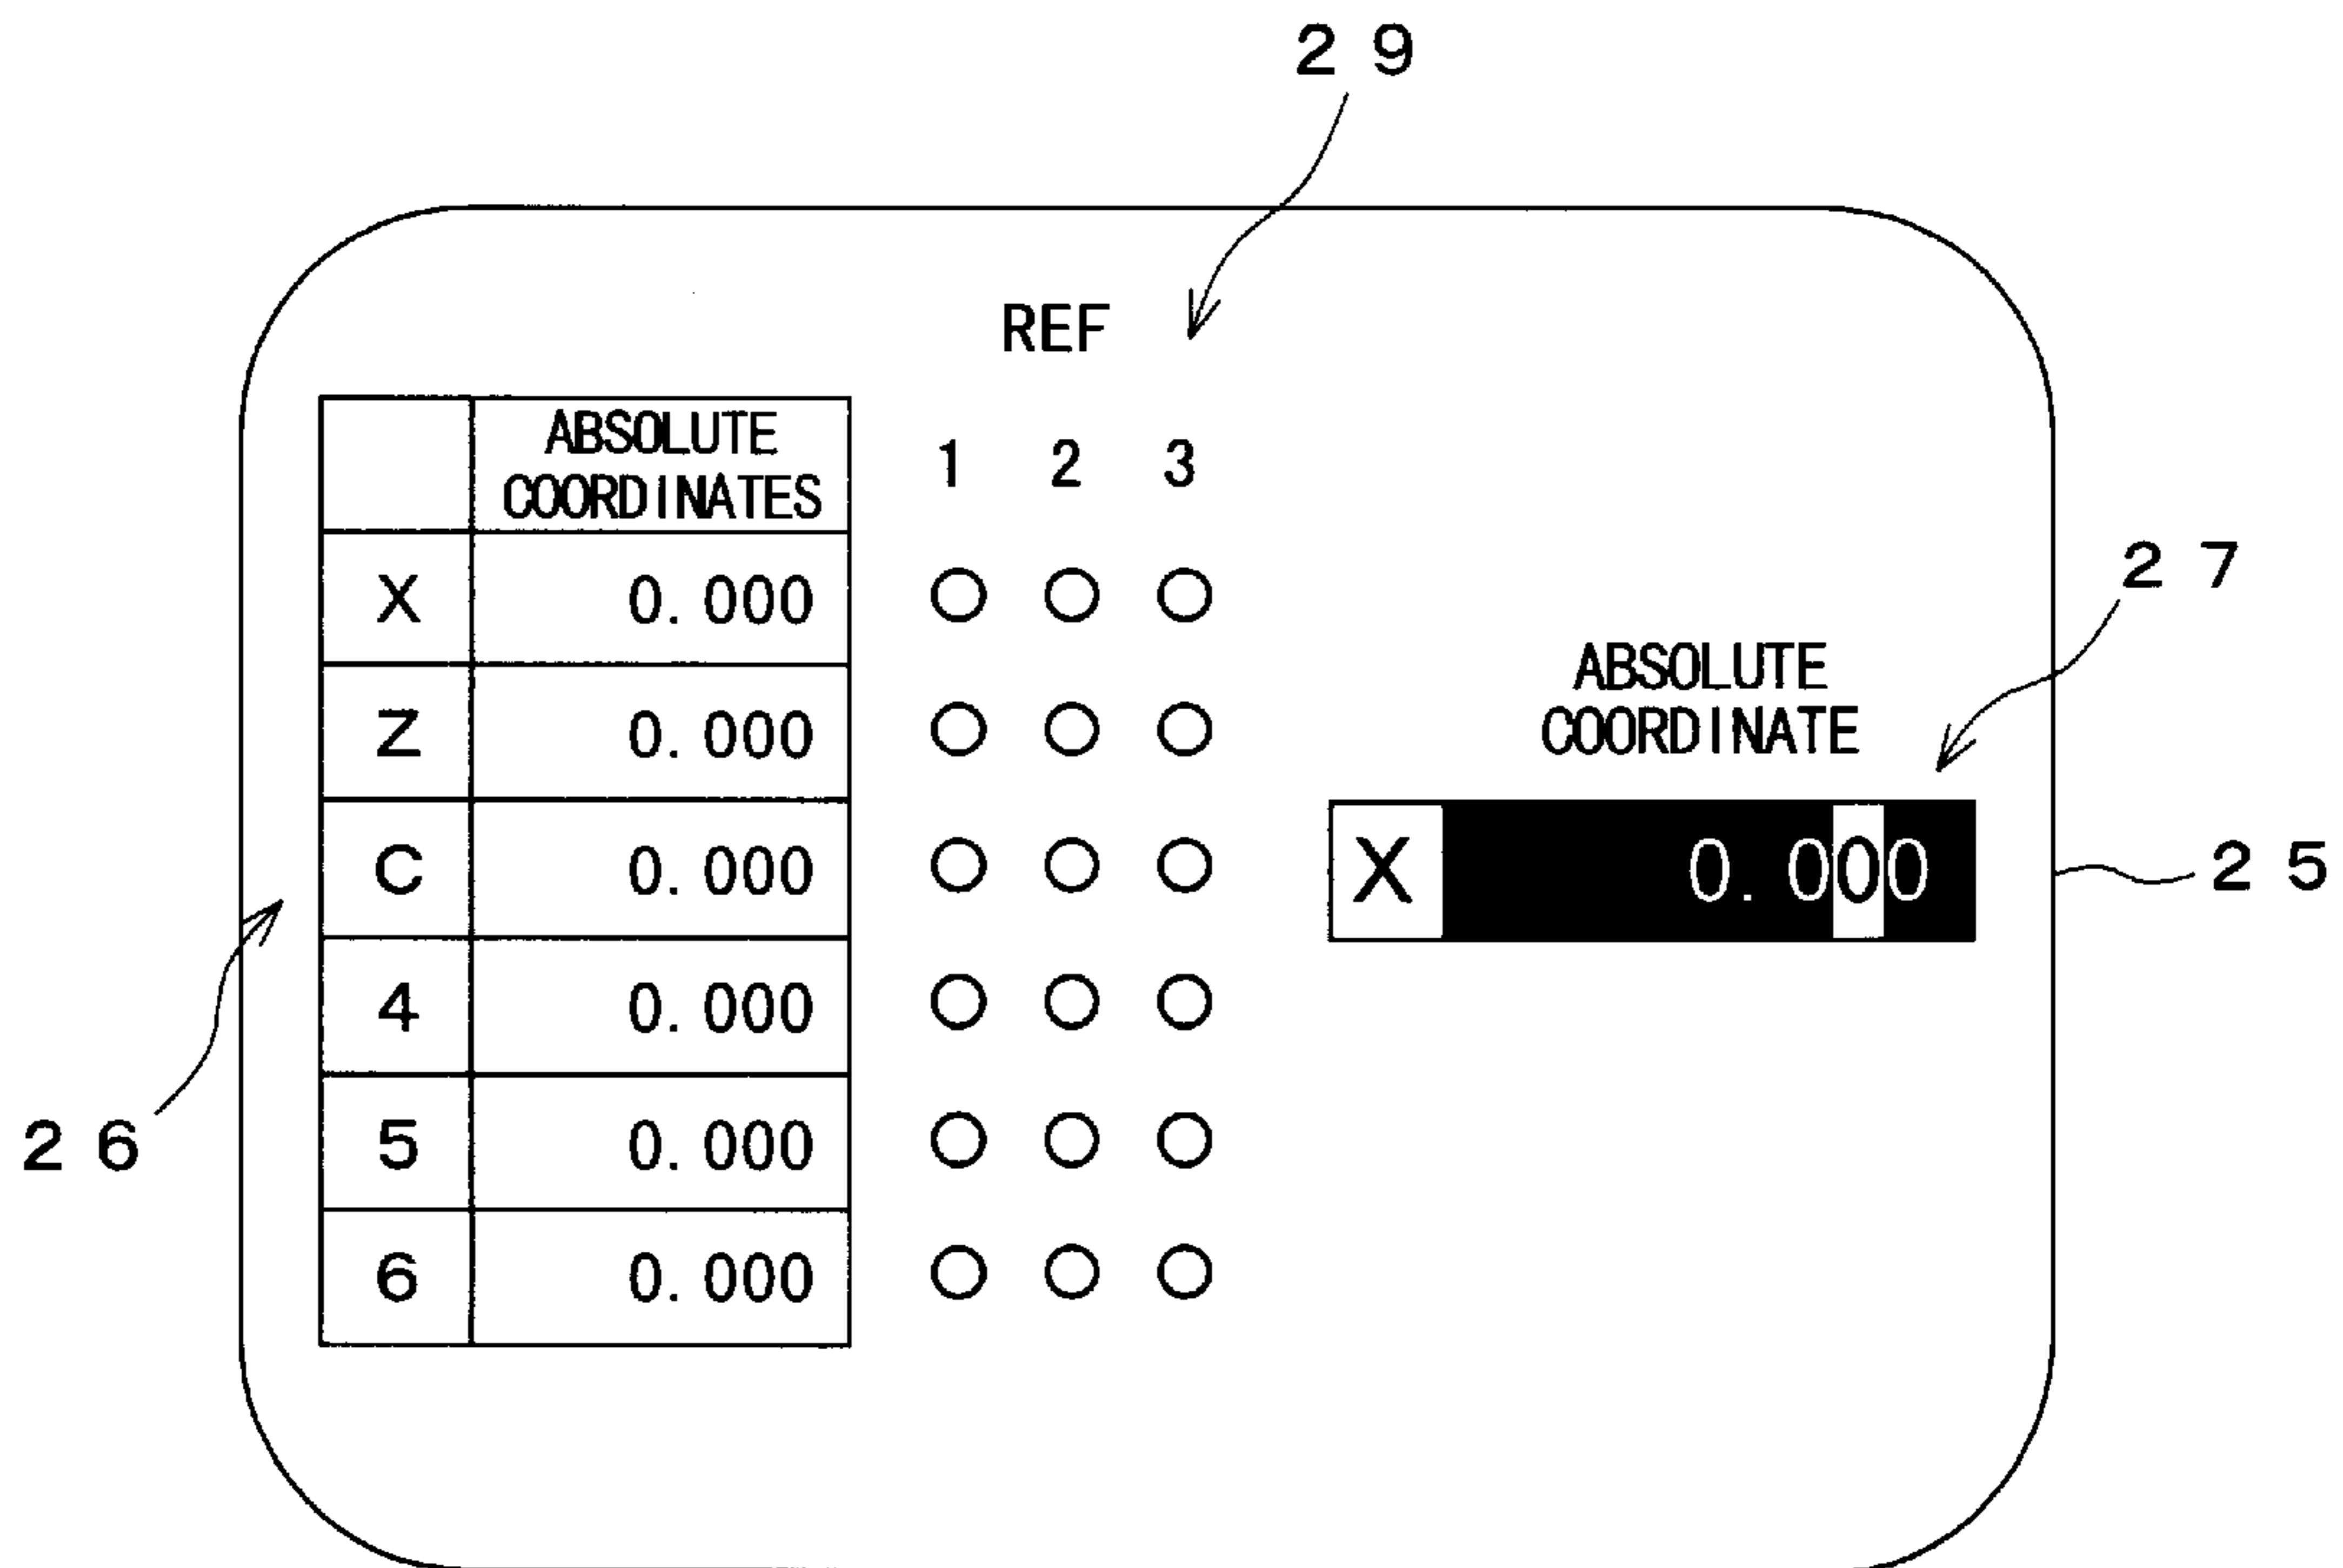 29
REF
ABSOLUTE
COORDINATES
1 2 3
X 0.000
Z 0.000
C 0.000
4 0.000
5 0.000
6 0.000
27
ABSOLUTE
COORDINATE
X 0.000
25
26